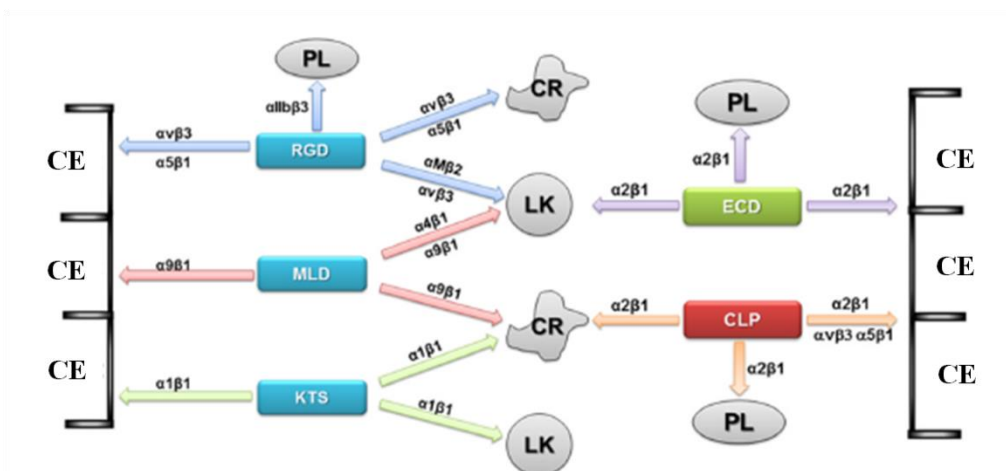 PL
αIIbβ3
αvβ3
α5β1
CR
CE
αvβ3
α5β1
RGD
αMβ2
αvβ3
LK
α4β1
α9β1
CE
α9β1
MLD
α9β1
CR
α1β1
CE
α1β1
KTS
α1β1
LK
PL
α2β1
α2β1
ECD
α2β1
CE
CE
α2β1
CLP
α2β1
αvβ3 α5β1
α2β1
PL
CE